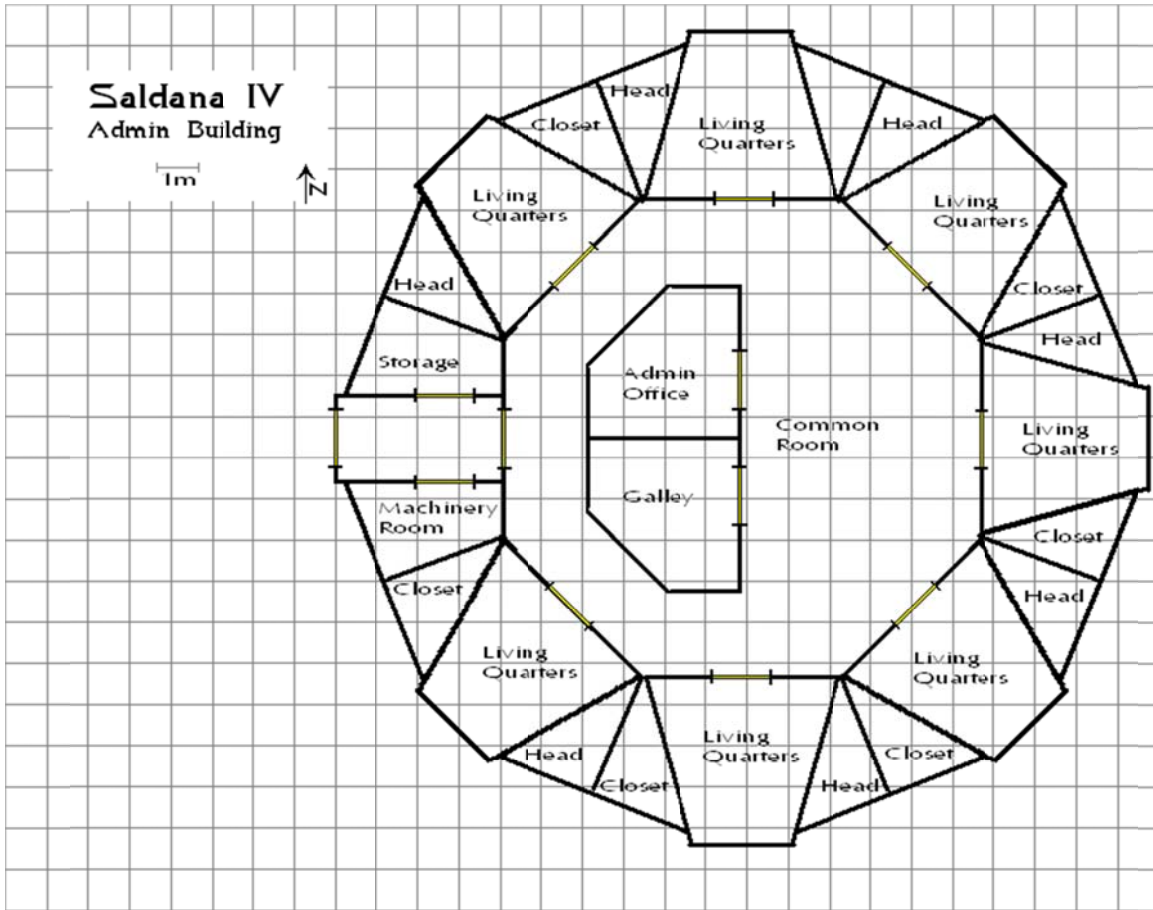 Saldana IV
Admin Building
1m
N
Head
Closet
Living
Quarters
Head
Living
Quarters
Living
Quarters
Head
Closet
Head
Storage
Admin
Office
Common
Room
Living
Quarters
Galley
Machinery
Room
Closet
Closet
Head
Living
Quarters
Living
Quarters
Living
Quarters
Head
Closet
Closet
Head